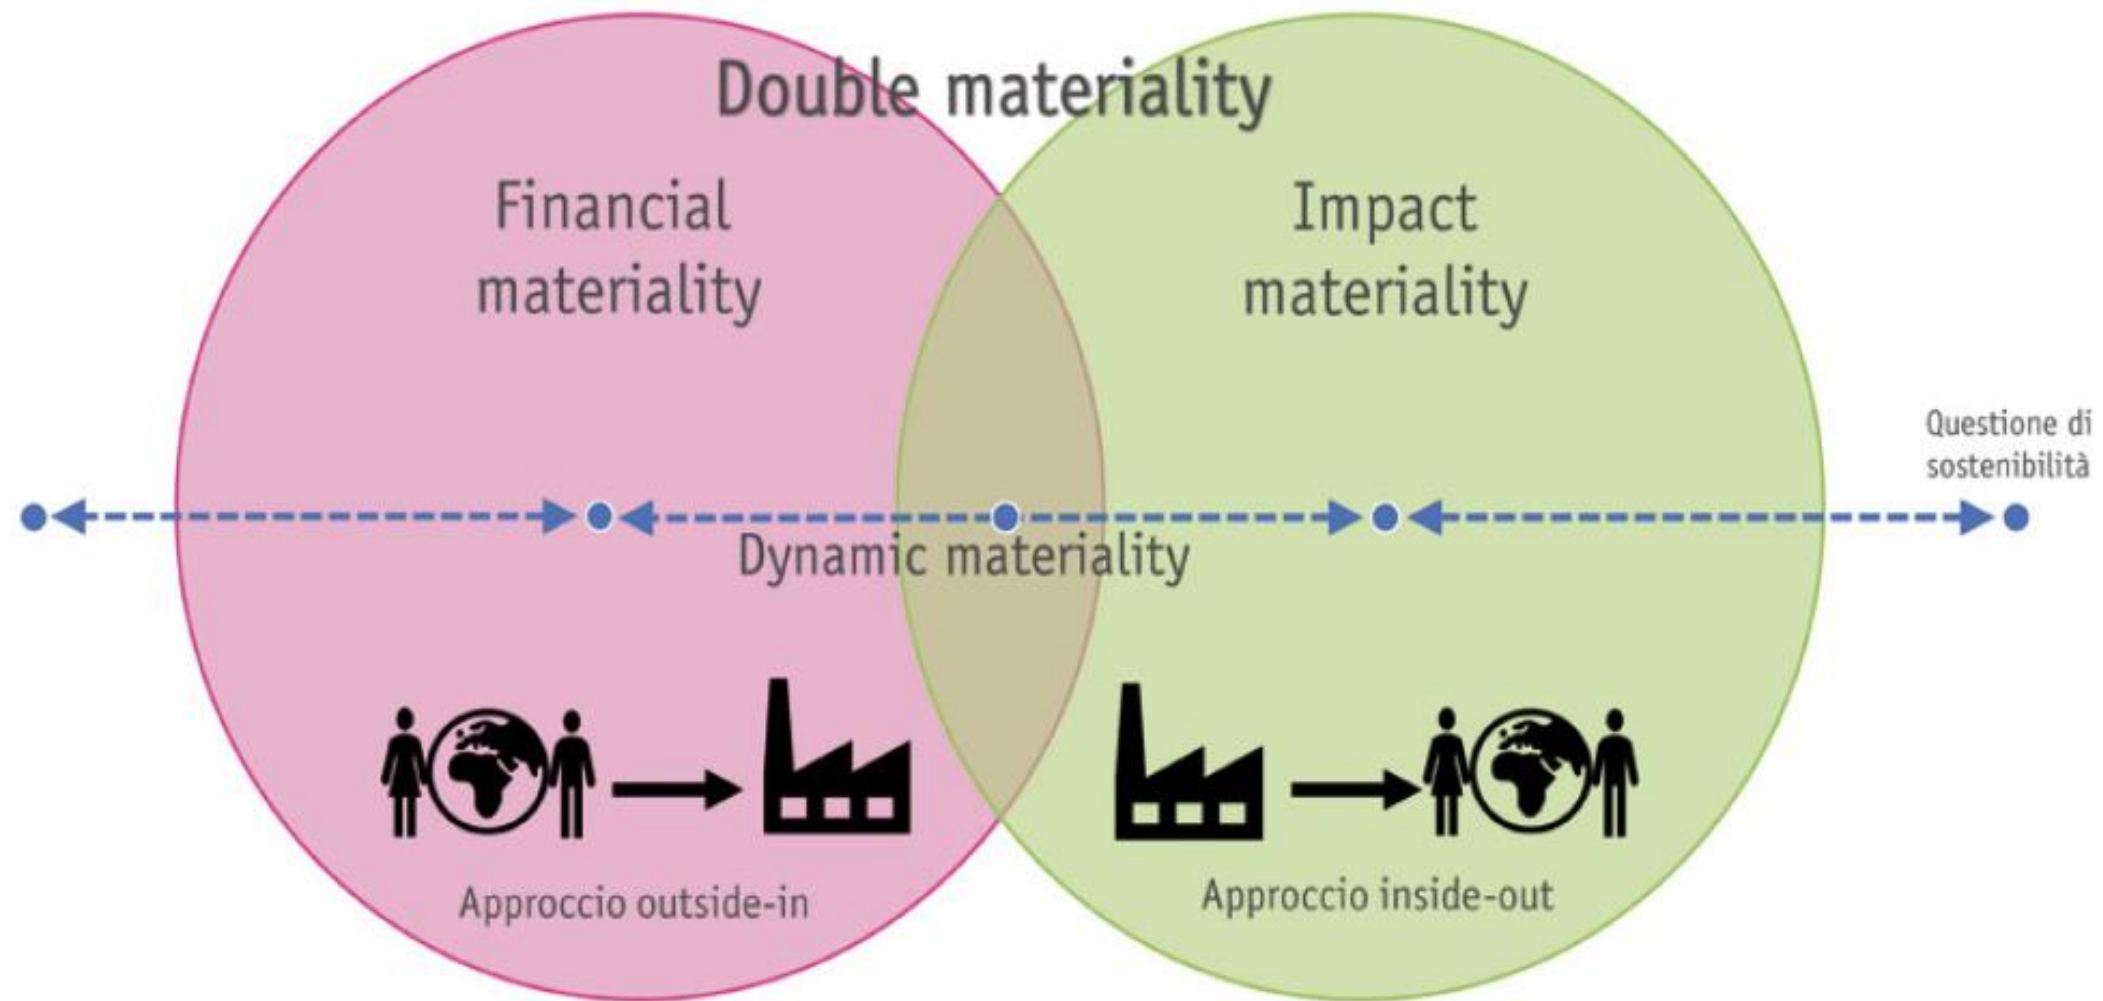 Double materiality
Financial
materiality
Impact
materiality
Questione di
sostenibilità
Dynamic materiality
Approccio outside-in
Approccio inside-out